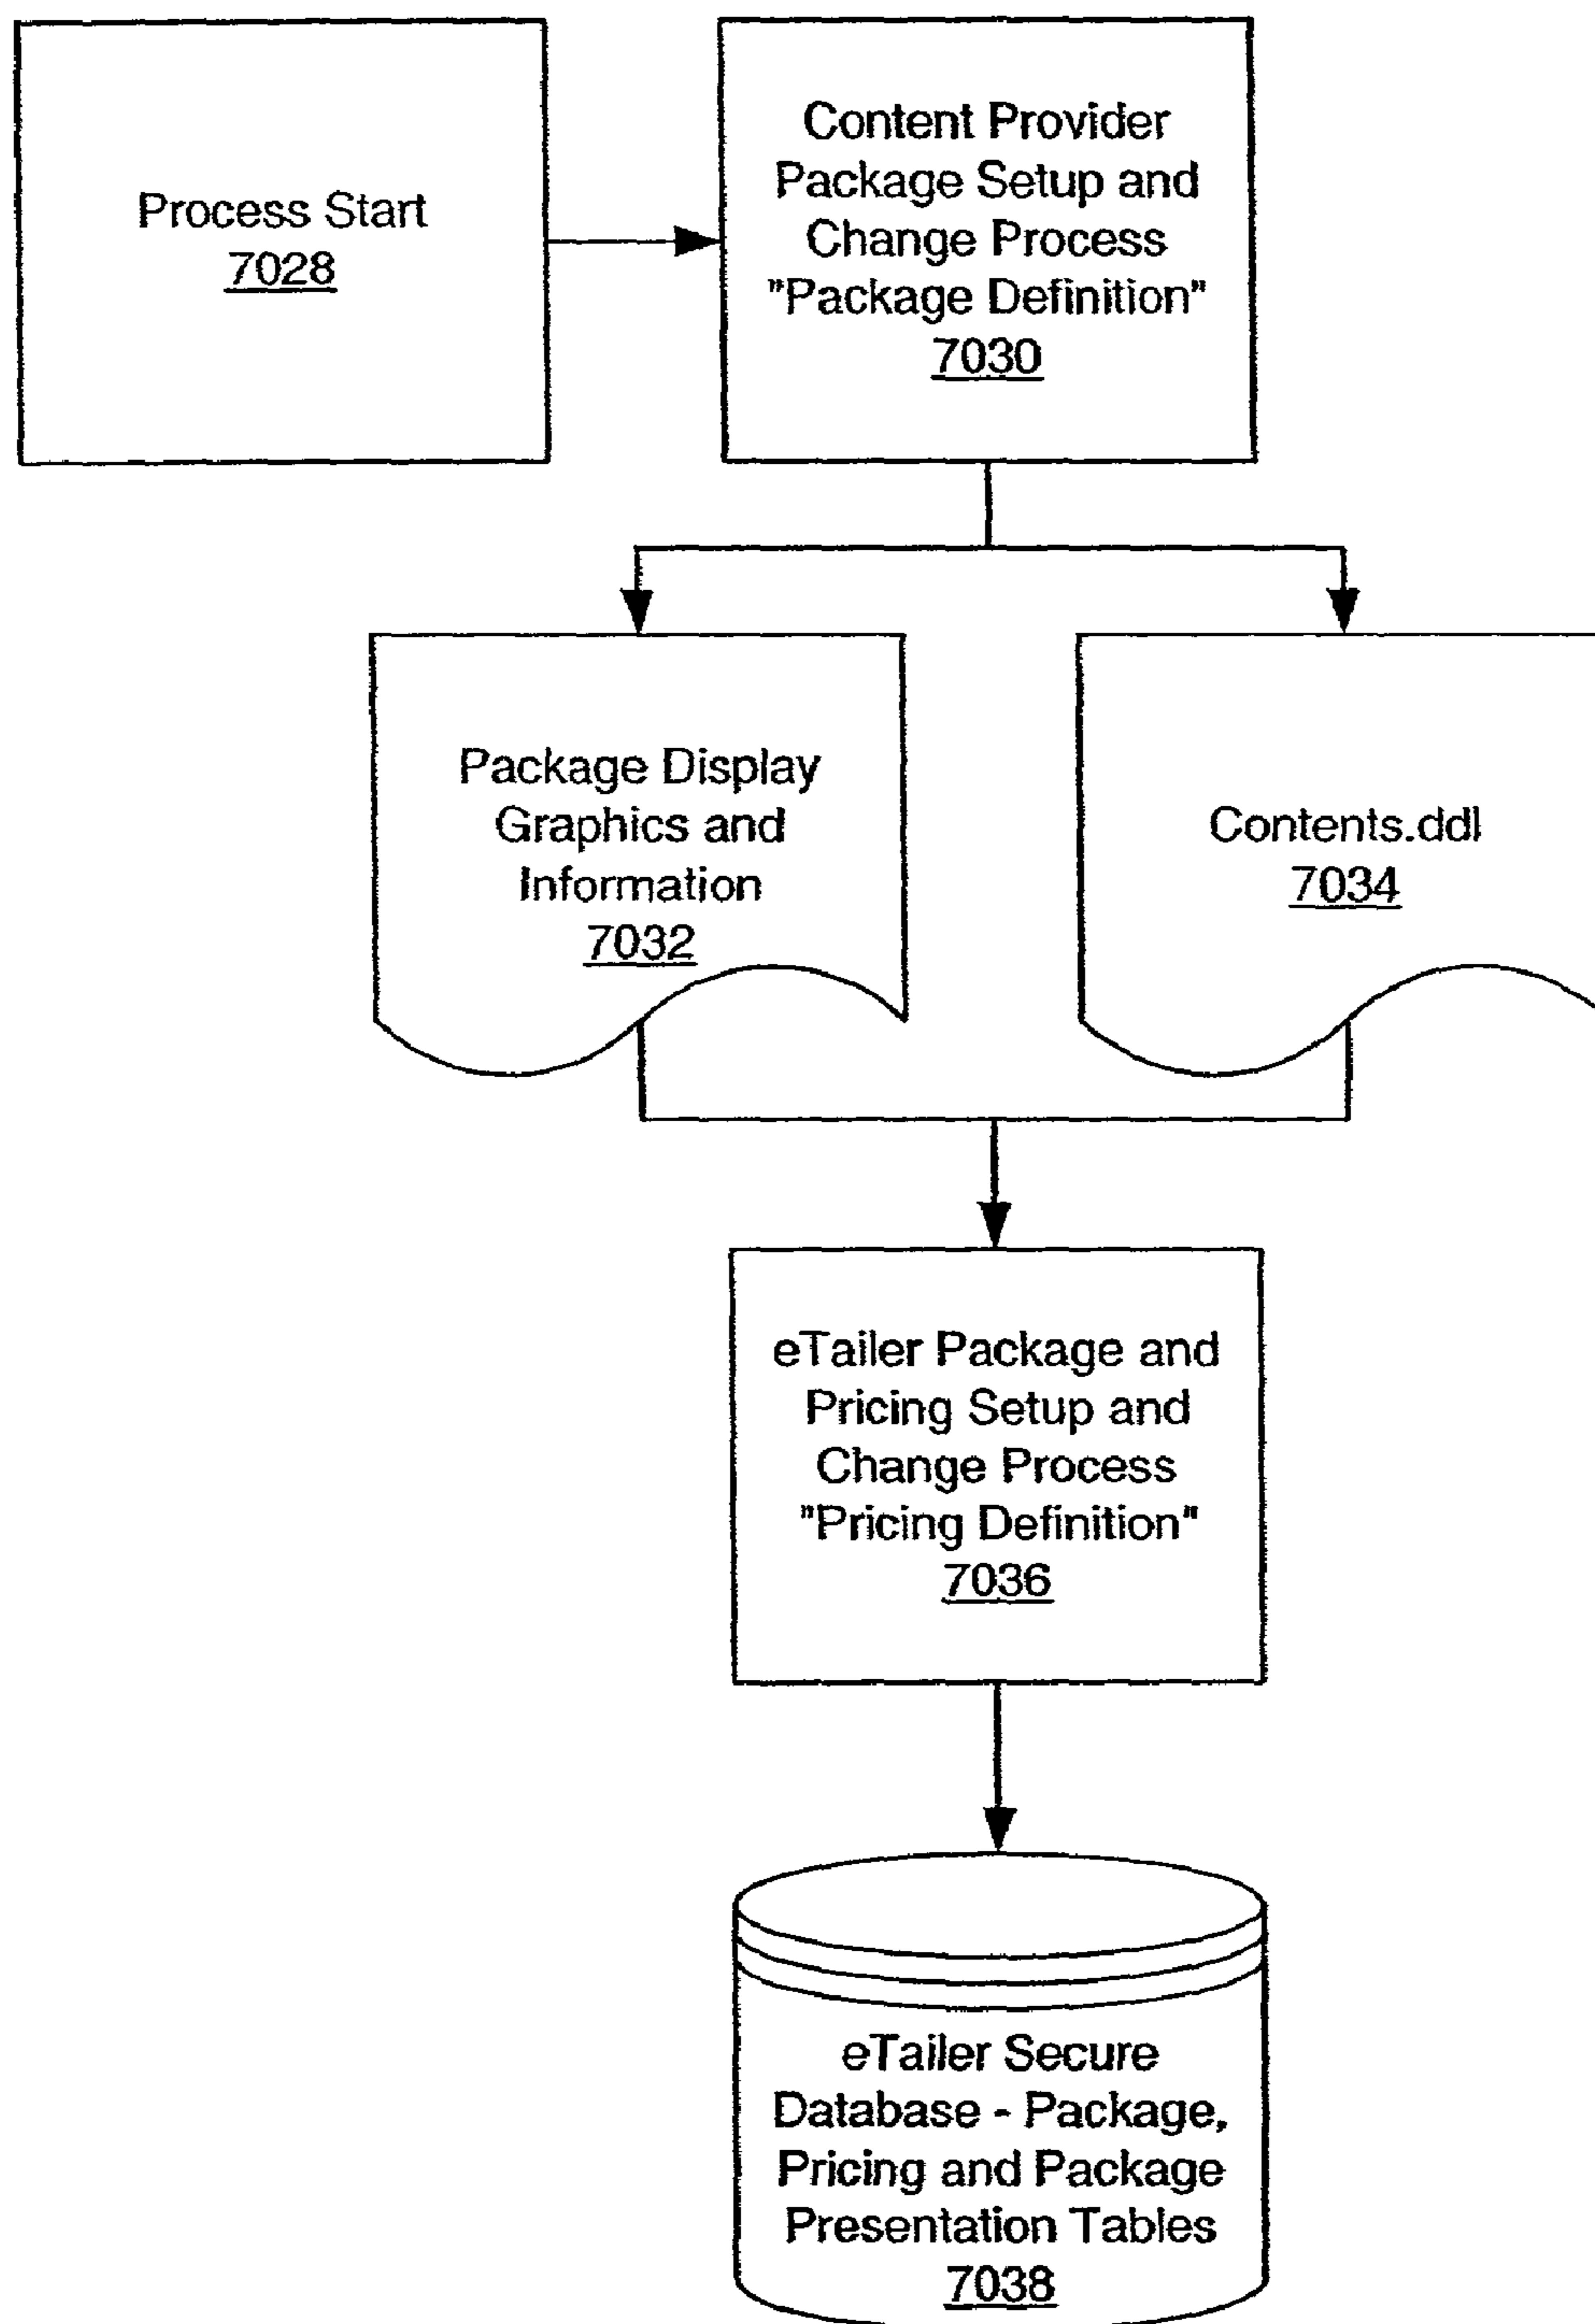 Process Start
7028
Content Provider
Package Setup and
Change Process
"Package Definition"
7030
Package Display
Graphics and
Information
7032
Contents.ddl
7034
eTailer Package and
Pricing Setup and
Change Process
"Pricing Definition"
7036
eTailer Secure
Database - Package,
Pricing and Package
Presentation Tables
7038